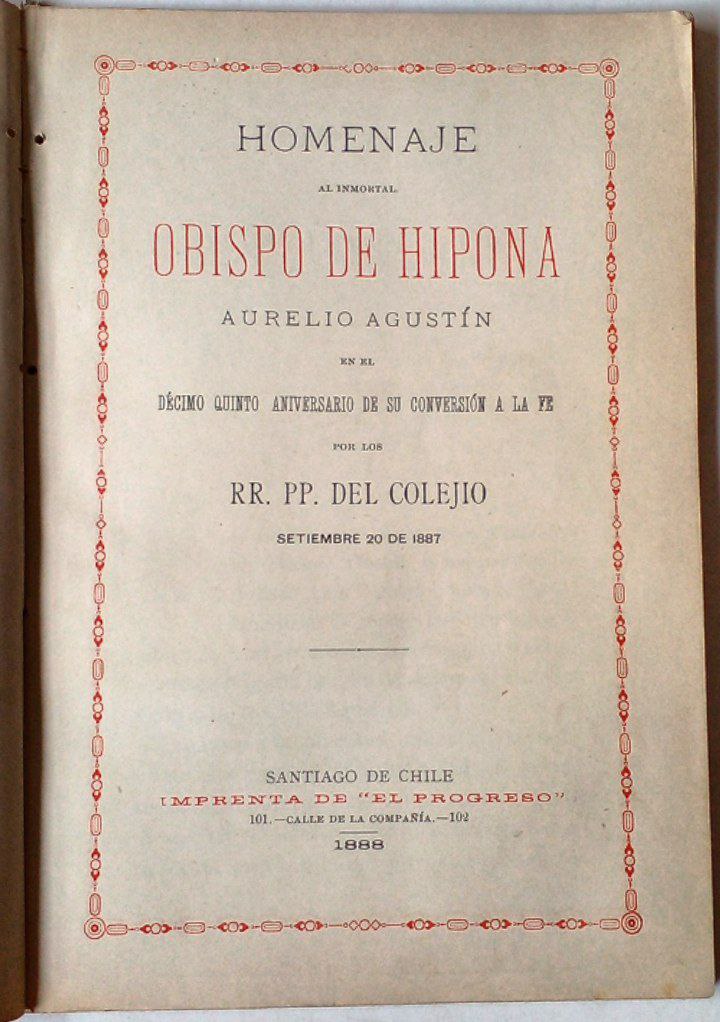 HOMENAJE
AL INMORTAL
OBISPO DE HIPONA
AURELIO AGUSTÍN
EN EL
DÉCIMO QUINTO ANIVERSARIO DE SU CONVERSIÓN A LA FE
POR LOS
RR. PP. DEL COLEJIO
SETIEMBRE 20 DE 1887
SANTIAGO DE CHILE
IMPRENTA DE "EL PROGRESO"
101.—CALLE DE LA COMPAÑÍA.—102
1888